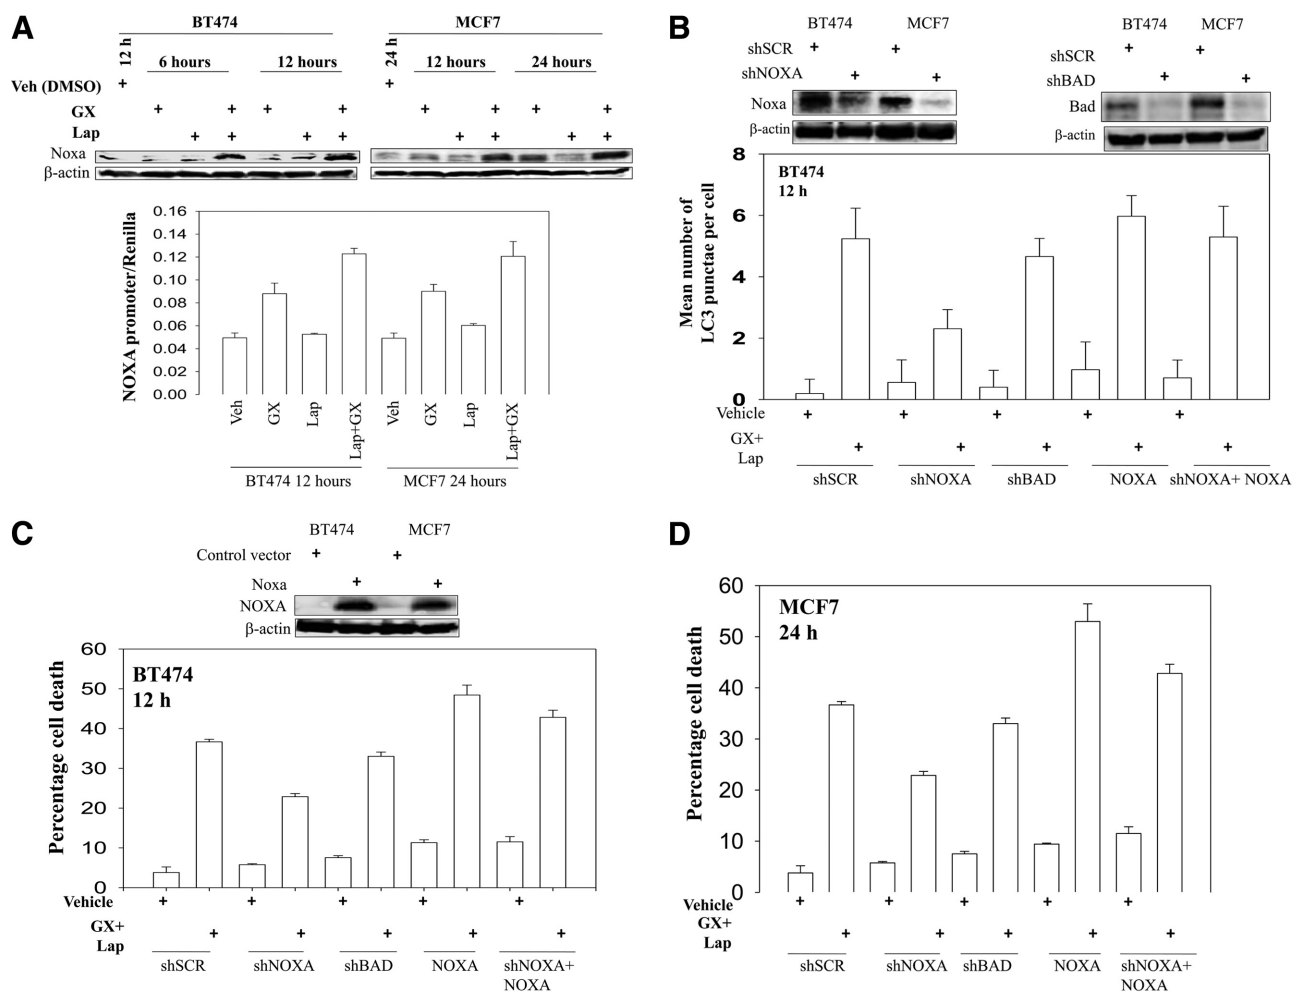 A
BT474
MCF7
12 h
6 hours
12 hours
24 h
12 hours
24 hours
Veh (DMSO) + +
GX + + + + + + + +
Lap + + + + + + + +
Noxa
β-actin
NOXA promoter/Renilla
0.16
0.14
0.12
0.10
0.08
0.06
0.04
0.02
0.00
Veh
GX
Lap
Lap+GX
Veh
GX
Lap
Lap+GX
BT474 12 hours
MCF7 24 hours
B
BT474 MCF7
shSCR + +
shNOXA + +
Noxa
β-actin
BT474 MCF7
shSCR + +
shBAD + +
Bad
β-actin
BT474
12 h
Mean number of
LC3 punctae per cell
8
6
4
2
0
Vehicle + + + + +
GX+
Lap + + + + +
shSCR shNOXA shBAD NOXA shNOXA+ NOXA
C
BT474 MCF7
Control vector + +
Noxa + +
NOXA
β-actin
BT474
12 h
Percentage cell death
60
50
40
30
20
10
0
Vehicle + + + + +
GX+
Lap + + + + +
shSCR shNOXA shBAD NOXA shNOXA+
NOXA
D
MCF7
24 h
Percentage cell death
60
50
40
30
20
10
0
Vehicle + + + + +
GX+
Lap + + + + +
shSCR shNOXA shBAD NOXA shNOXA+
NOXA